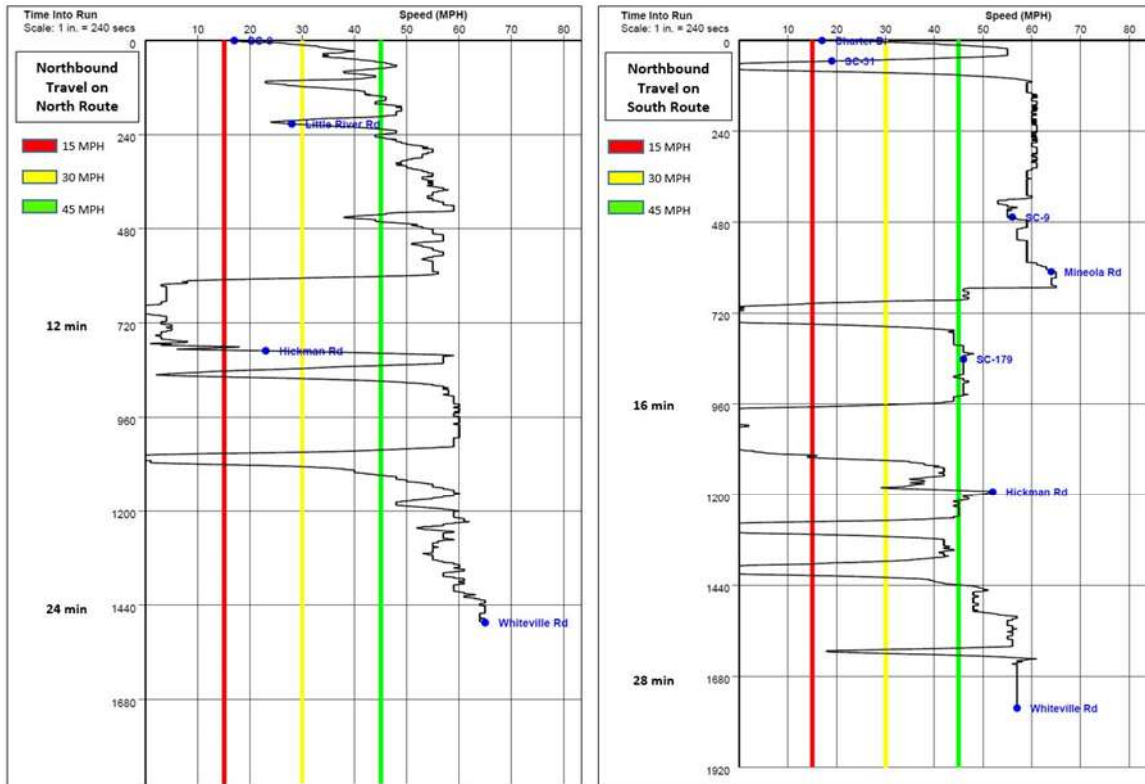 Time Into Run
Scale: 1 in. = 240 secs
Speed (MPH)
0 10 20 30 40 50 60 70 80
Northbound
Travel on
North Route
15 MPH
30 MPH
45 MPH
0
240
480
720
960
1200
1440
1680
12 min
24 min
SC-9
Little River Rd
Hickman Rd
Whiteville Rd
Time Into Run
Scale: 1 in. = 240 secs
Speed (MPH)
0 10 20 30 40 50 60 70 80
Northbound
Travel on
South Route
15 MPH
30 MPH
45 MPH
0
240
480
720
960
1200
1440
1680
1920
16 min
28 min
Charter
SC-31
SC-9
Mineola Rd
SC-179
Hickman Rd
Whiteville Rd